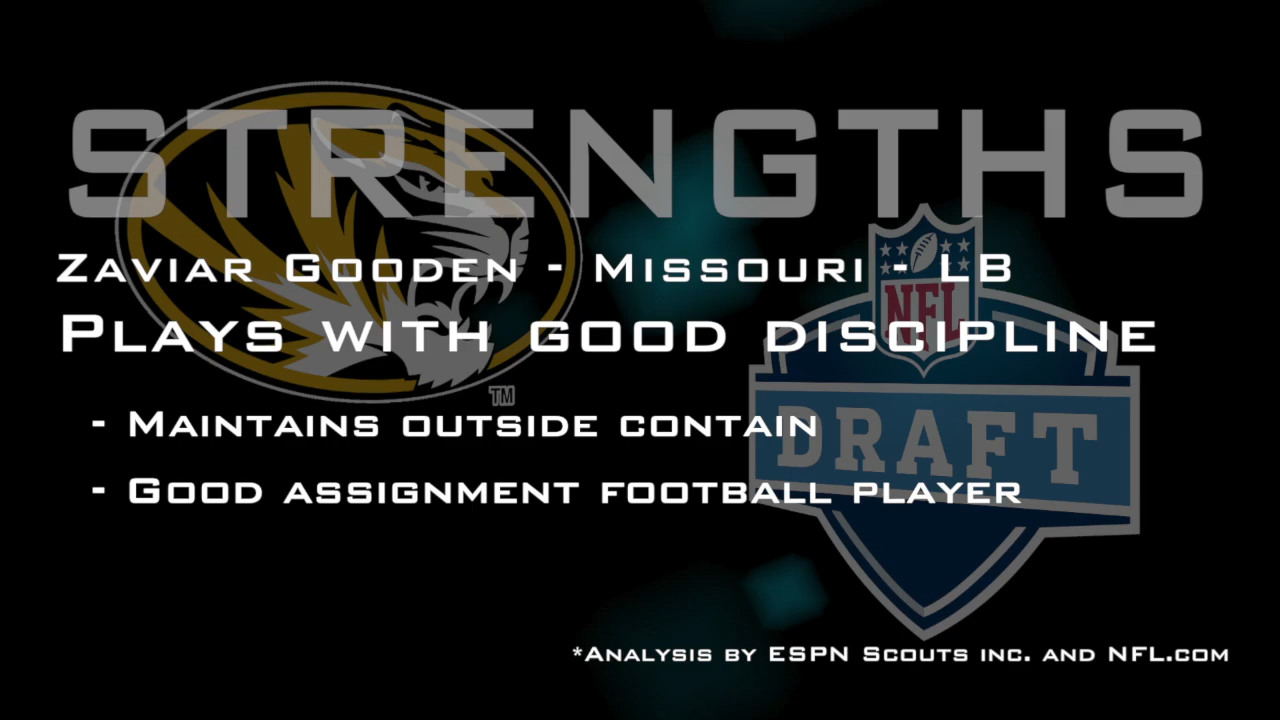 STRENGTHS
Zaviar Gooden - Missouri - LB
Plays with good discipline
- Maintains outside contain
- Good assignment football player
*Analysis by ESPN Scouts inc. and NFL.com
TM
NFL
DRAFT